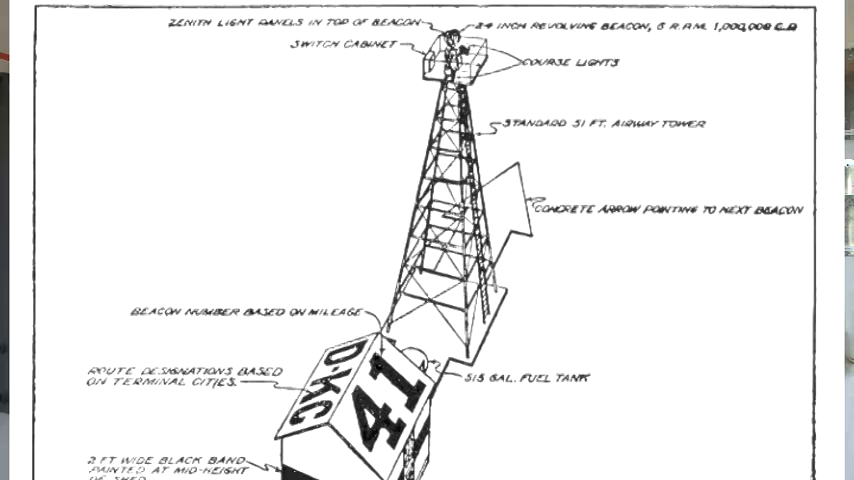 ZENITH LIGHT PANELS IN TOP OF BEACON
24 INCH REVOLVING BEACON, 6 R.P.M. 1,000,000 C.P.
SWITCH CABINET
COURSE LIGHTS
STANDARD 51 FT. AIRWAY TOWER
CONCRETE ARROW POINTING TO NEXT BEACON
BEACON NUMBER BASED ON MILEAGE
ROUTE DESIGNATIONS BASED
ON TERMINAL CITIES.
515 GAL. FUEL TANK
41
2 FT WIDE BLACK BAND
PAINTED AT MID-HEIGHT
OF SHED